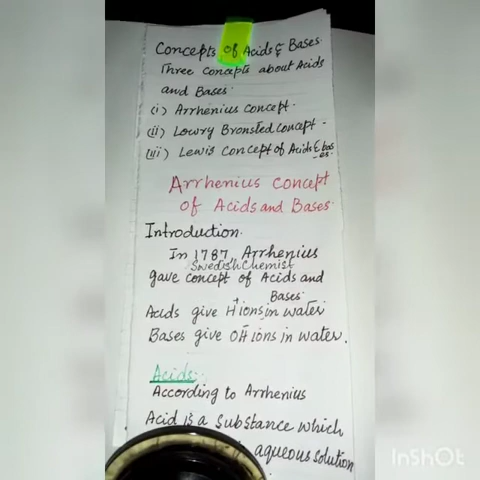 Concepts of Acids & Bases.
Three concepts about Acids
and Bases.
(i) Arrhenius concept.
(ii) Lowry Bronsted concept.
(iii) Lewis Concept of Acids & bas
es.
Arrhenius concept
of Acids and Bases.
Introduction.
In 1787, Arrhenius
Swedish Chemist
gave concept of Acids and
Bases.
Acids give H⁺ ions in water
Bases give OH⁻ ions in water.
Acids:
According to Arrhenius
Acid is a substance which
aqueous solution
InShOt